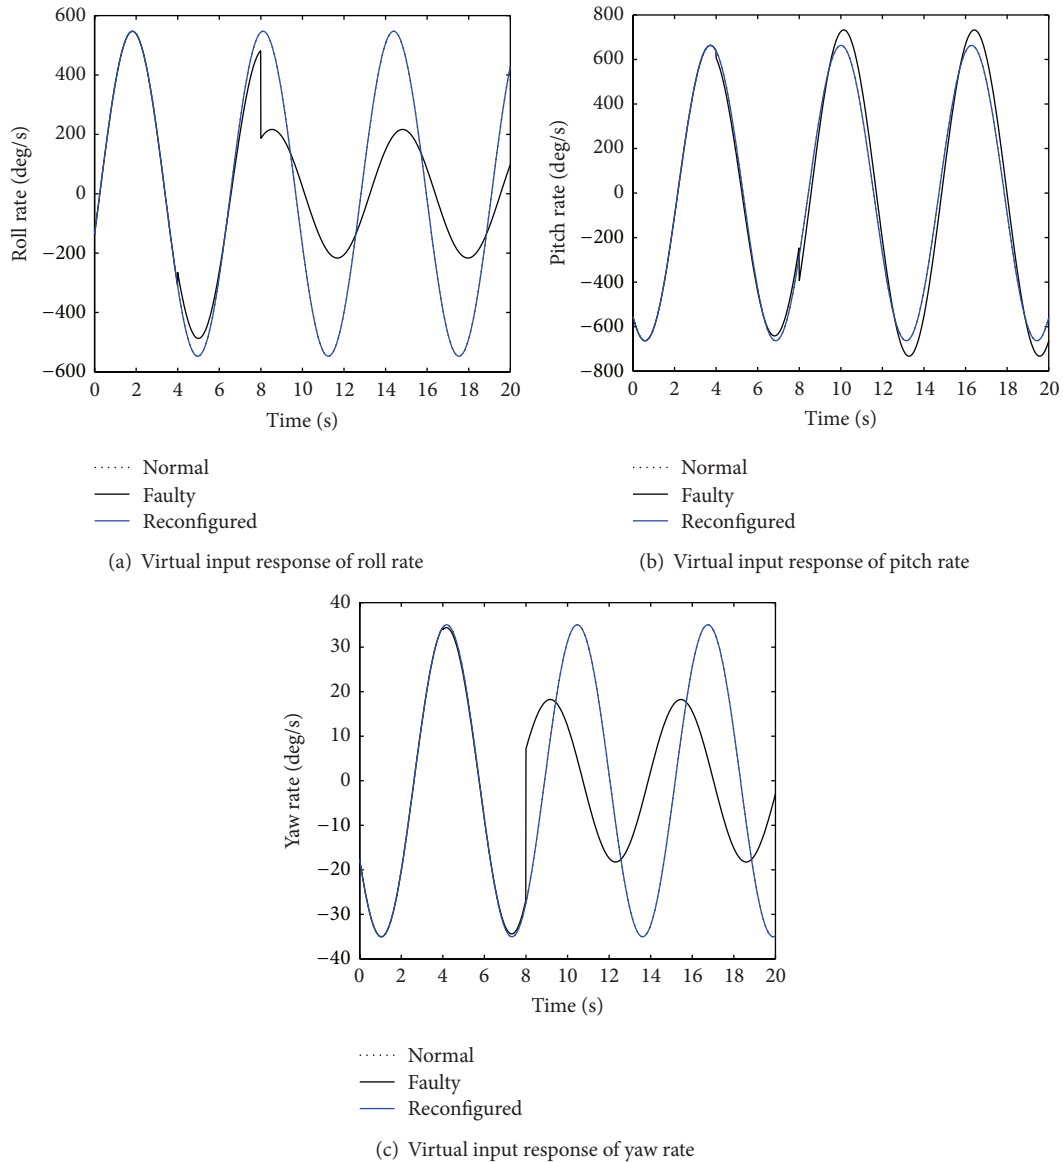 600
400
200
0
−200
−400
−600
Roll rate (deg/s)
0 2 4 6 8 10 12 14 16 18 20
Time (s)
Normal
Faulty
Reconfigured
(a) Virtual input response of roll rate
800
600
400
200
0
−200
−400
−600
−800
Pitch rate (deg/s)
0 2 4 6 8 10 12 14 16 18 20
Time (s)
Normal
Faulty
Reconfigured
(b) Virtual input response of pitch rate
40
30
20
10
0
−10
−20
−30
−40
Yaw rate (deg/s)
0 2 4 6 8 10 12 14 16 18 20
Time (s)
Normal
Faulty
Reconfigured
(c) Virtual input response of yaw rate